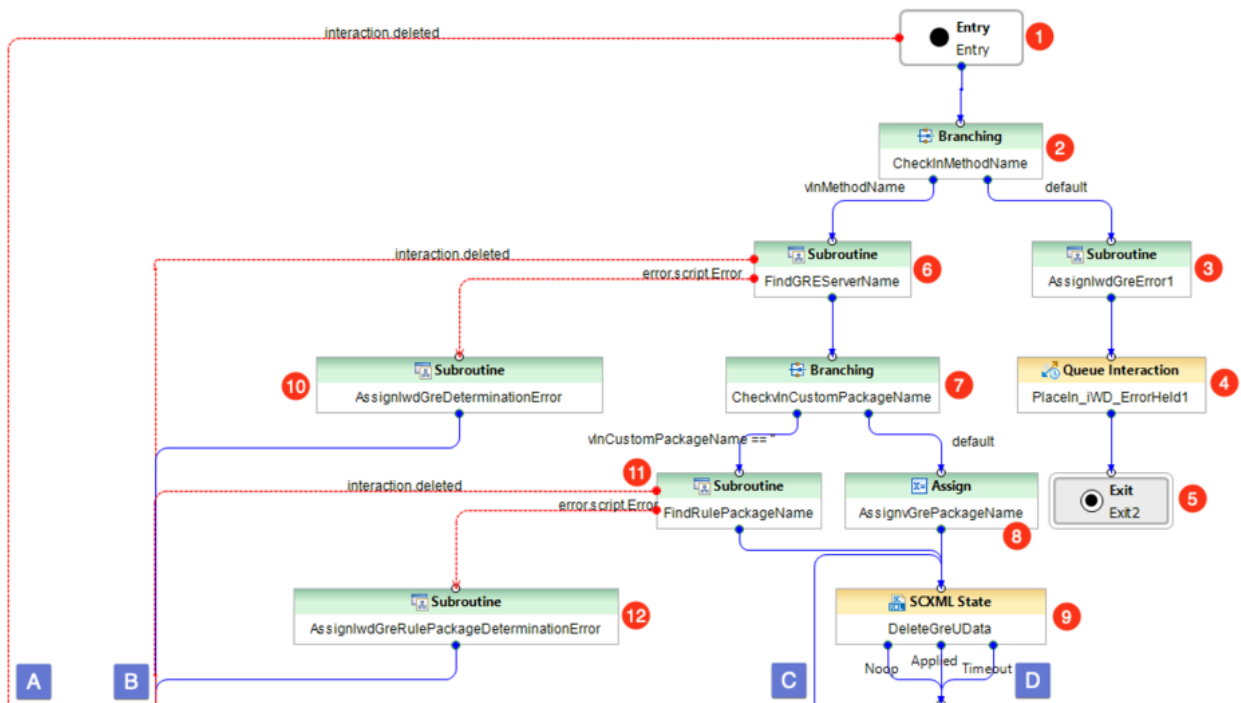 interaction.deleted
Entry
Entry
1
Branching
CheckInMethodName
2
vInMethodName
default
interaction.deleted
error.script.Error
Subroutine
FindGREServerName
6
Subroutine
AssignIwdGreError1
3
10
Subroutine
AssignIwdGreDeterminationError
Branching
CheckvInCustomPackageName
7
Queue Interaction
PlaceIn_iWD_ErrorHeld1
4
vInCustomPackageName == ''
default
11
interaction.deleted
error.script.Error
Subroutine
FindRulePackageName
Assign
AssignvGrePackageName
8
Exit
Exit2
5
Subroutine
AssignIwdGreRulePackageDeterminationError
12
SCXML State
DeleteGreUData
9
Noop
Applied
Timeout
A
B
C
D